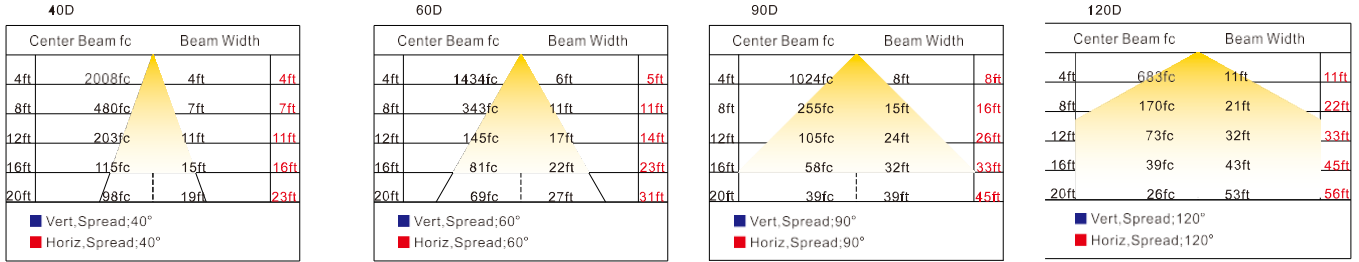 40D
Center Beam fc Beam Width
4ft 2008fc 4ft 4ft
8ft 480fc 7ft 7ft
12ft 203fc 11ft 11ft
16ft 115fc 15ft 16ft
20ft 98fc 19ft 23ft
Vert,Spread;40°
Horiz,Spread;40°
60D
Center Beam fc Beam Width
4ft 1434fc 6ft 5ft
8ft 343fc 11ft 11ft
12ft 145fc 17ft 14ft
16ft 81fc 22ft 23ft
20ft 69fc 27ft 31ft
Vert,Spread;60°
Horiz,Spread;60°
90D
Center Beam fc Beam Width
4ft 1024fc 8ft 8ft
8ft 255fc 15ft 16ft
12ft 105fc 24ft 26ft
16ft 58fc 32ft 33ft
20ft 39fc 39ft 45ft
Vert,Spread;90°
Horiz,Spread;90°
120D
Center Beam fc Beam Width
4ft 683fc 11ft 11ft
8ft 170fc 21ft 22ft
12ft 73fc 32ft 33ft
16ft 39fc 43ft 45ft
20ft 26fc 53ft 56ft
Vert,Spread;120°
Horiz,Spread;120°